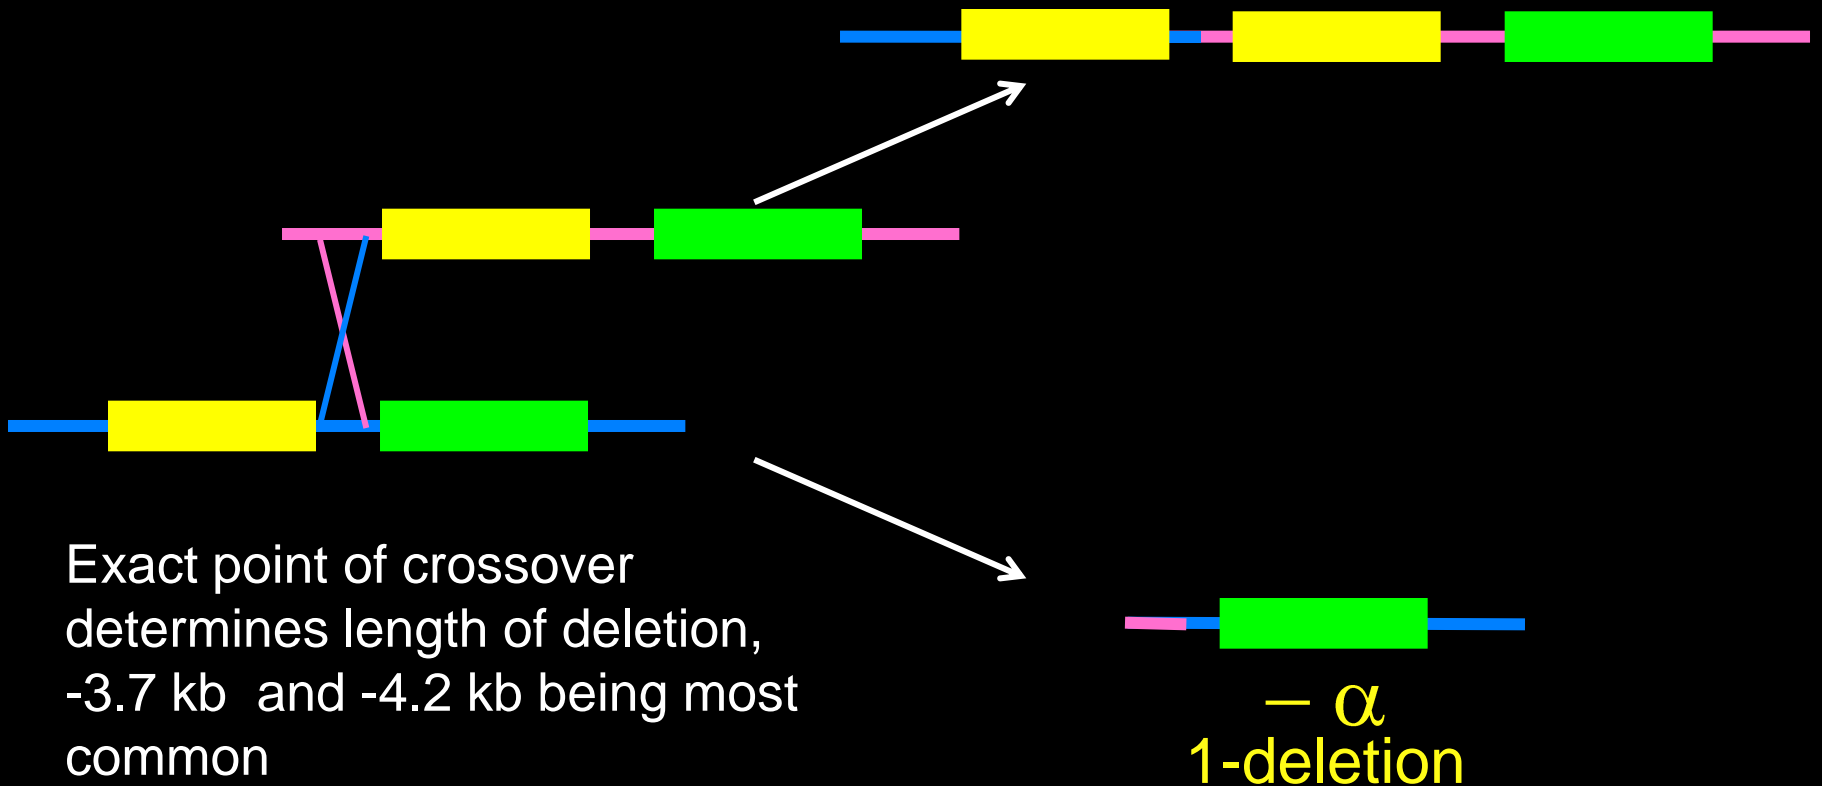 Exact point of crossover
determines length of deletion,
-3.7 kb  and -4.2 kb being most
common
– α
1-deletion